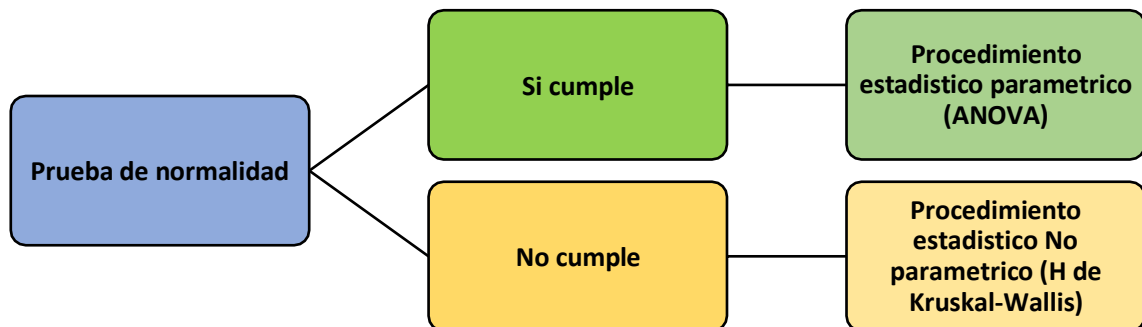 Prueba de normalidad
Si cumple
Procedimiento
estadistico parametrico
(ANOVA)
No cumple
Procedimiento
estadistico No
parametrico (H de
Kruskal-Wallis)